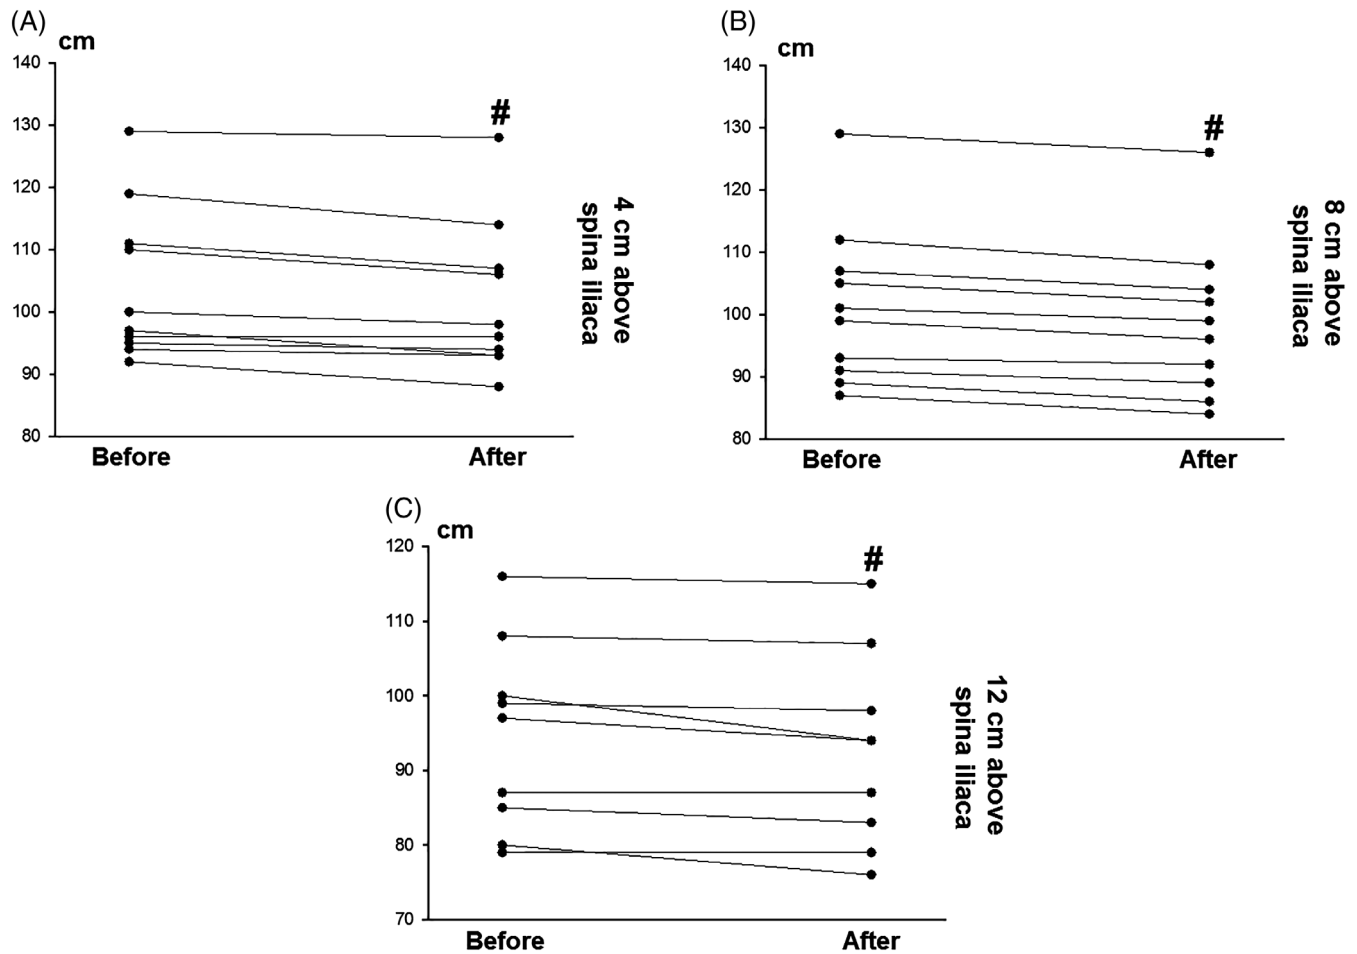 (A)
cm
140
130
120
110
100
90
80
#
Before
After
4 cm above
spina iliaca
(B)
cm
140
130
120
110
100
90
80
#
Before
After
8 cm above
spina iliaca
(C)
cm
120
110
100
90
80
70
#
Before
After
12 cm above
spina iliaca